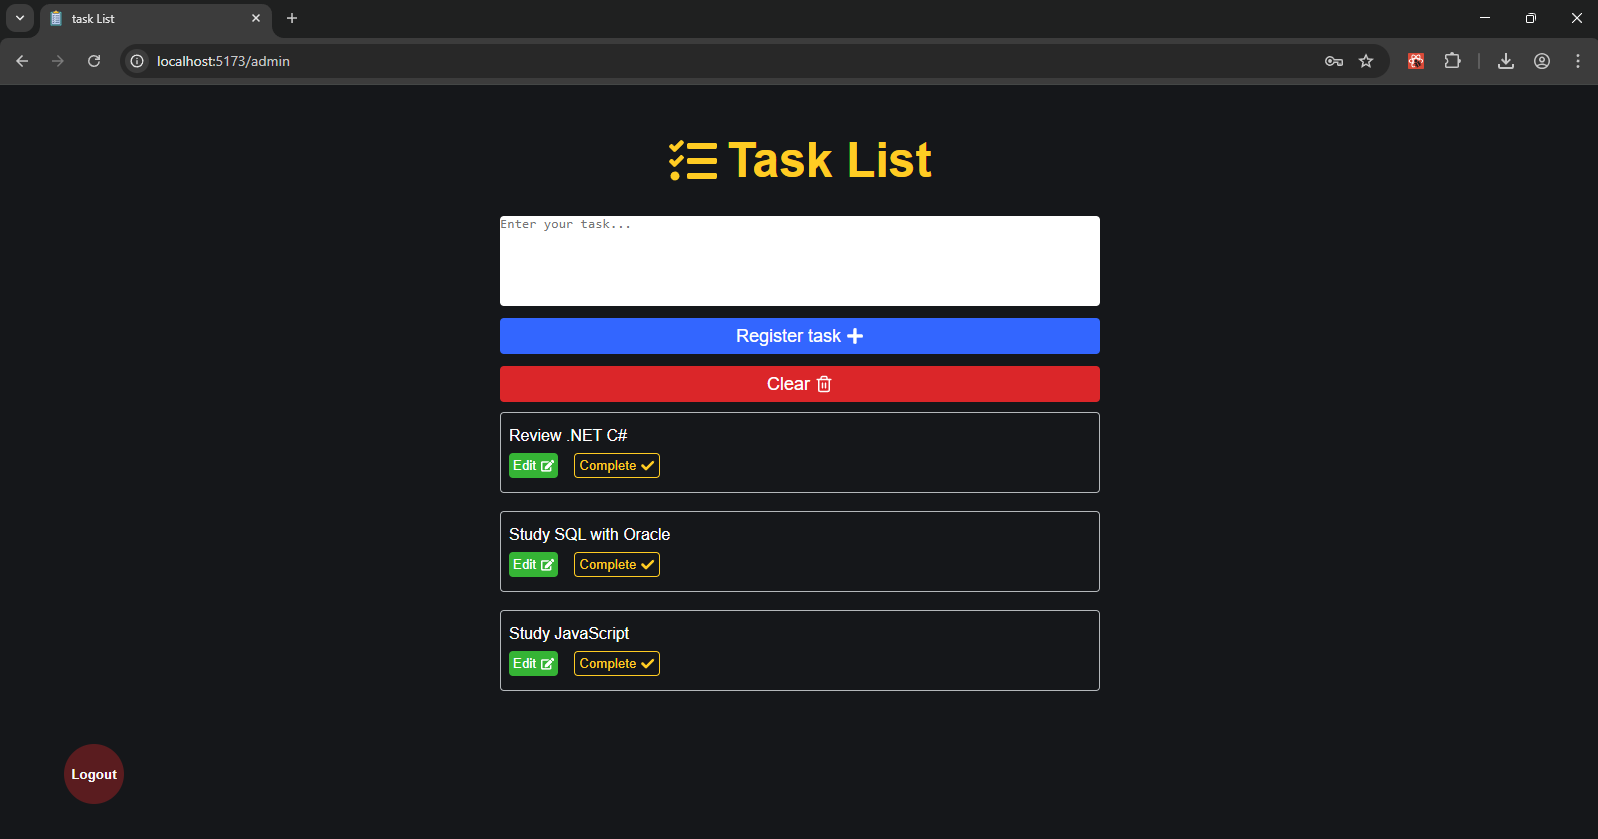 task List
localhost:5173/admin
Task List
Enter your task...
Register task
Clear
Review .NET C#
Edit Complete
Study SQL with Oracle
Edit Complete
Study JavaScript
Edit Complete
Logout